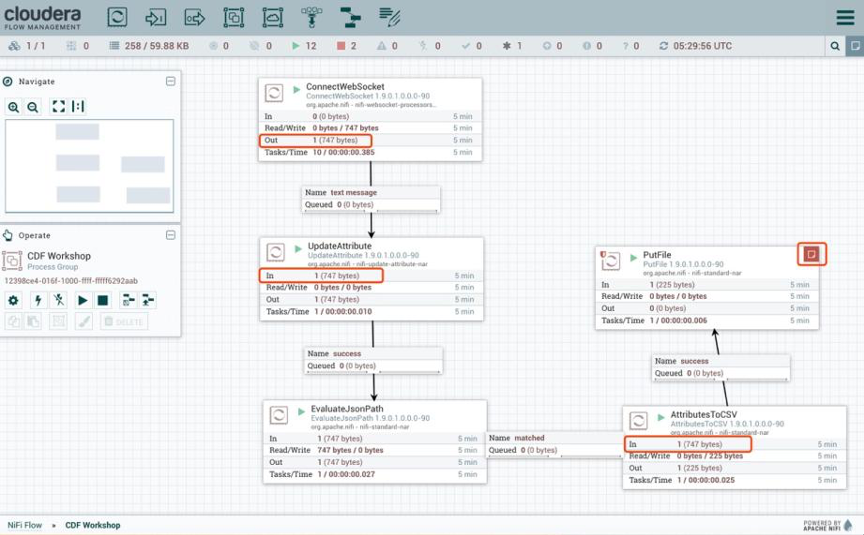 cloudera
FLOW MANAGEMENT
1 / 1 0 258 / 59.88 KB 0 0 12 2 0 0 0 1 0 0 0 05:29:56 UTC
Navigate
Operate
CDF Workshop
Process Group
DELETE
ConnectWebSocket
ConnectWebSocket 1.9.0.1.0.0.0-90
org.apache.nifi - nifi-websocket-processors...
In 0 (0 bytes) 5 min
Read/Write 0 bytes / 747 bytes 5 min
Out 1 (747 bytes) 5 min
Tasks/Time 10 / 00:00:00.385 5 min
Name text message
Queued 0 (0 bytes)
UpdateAttribute
UpdateAttribute 1.9.0.1.0.0.0-90
org.apache.nifi - nifi-update-attribute-nar
In 1 (747 bytes) 5 min
Read/Write 0 bytes / 0 bytes 5 min
Out 1 (747 bytes) 5 min
Tasks/Time 1 / 00:00:00.010 5 min
Name success
Queued 0 (0 bytes)
EvaluateJsonPath
EvaluateJsonPath 1.9.0.1.0.0.0-90
org.apache.nifi - nifi-standard-nar
In 1 (747 bytes) 5 min
Read/Write 747 bytes / 0 bytes 5 min
Out 1 (747 bytes) 5 min
Tasks/Time 1 / 00:00:00.027 5 min
Name matched
Queued 0 (0 bytes)
PutFile
PutFile 1.9.0.1.0.0.0-90
org.apache.nifi - nifi-standard-nar
In 1 (225 bytes) 5 min
Read/Write 0 bytes / 0 bytes 5 min
Out 0 (0 bytes) 5 min
Tasks/Time 1 / 00:00:00.006 5 min
Name success
Queued 0 (0 bytes)
AttributesToCSV
AttributesToCSV 1.9.0.1.0.0.0-90
org.apache.nifi - nifi-standard-nar
In 1 (747 bytes) 5 min
Read/Write 0 bytes / 225 bytes 5 min
Out 1 (225 bytes) 5 min
Tasks/Time 1 / 00:00:00.025 5 min
NiFi Flow » CDF Workshop
POWERED BY
APACHE NIFI